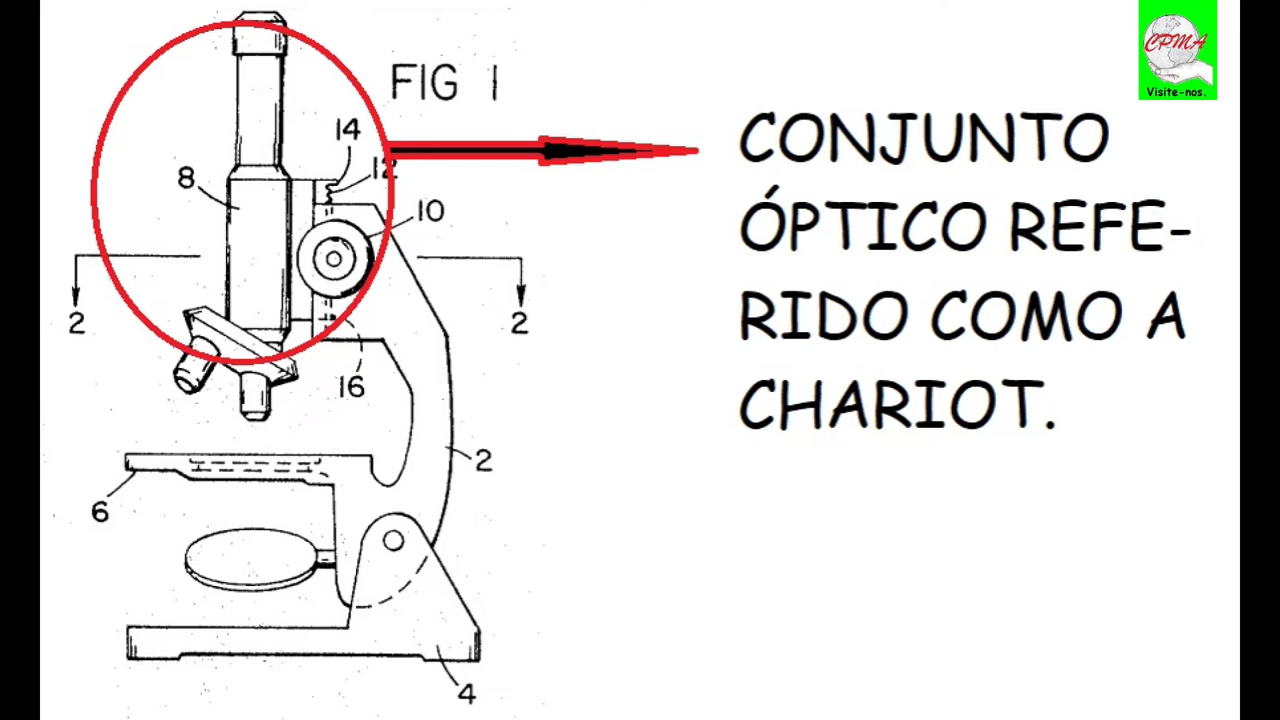 CPMA
Visite-nos.
FIG 1
14
12
8
10
2
2
16
2
6
4
CONJUNTO
ÓPTICO REFE-
RIDO COMO A
CHARIOT.